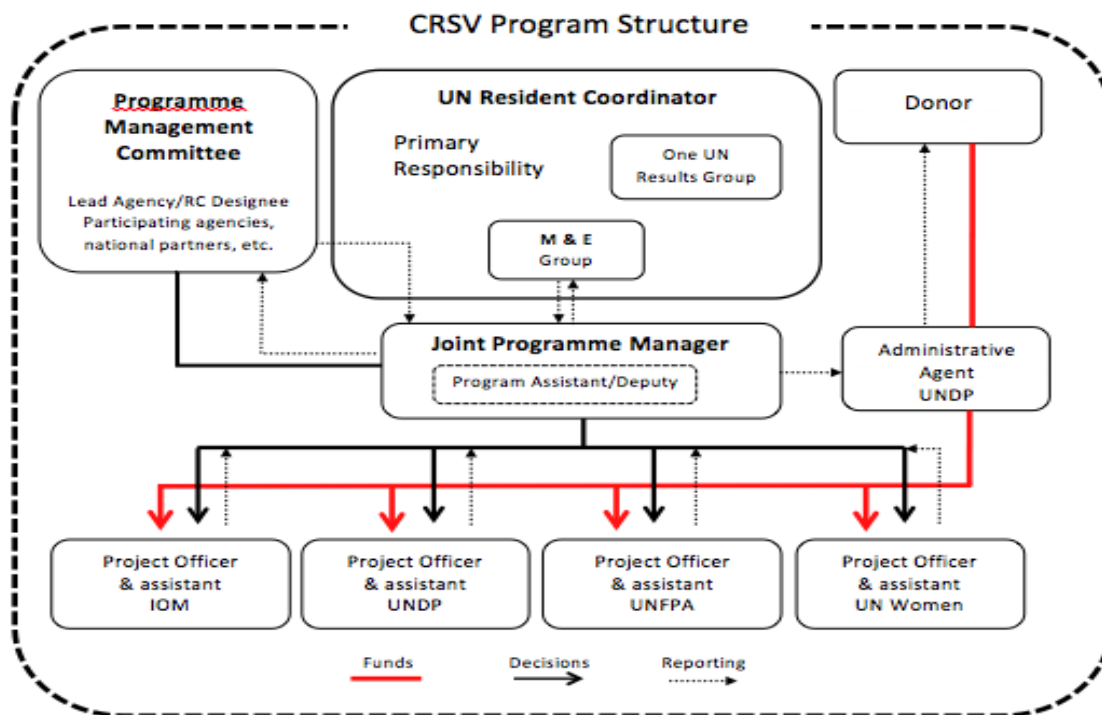 CRSV Program Structure
Programme
Management
Committee
Lead Agency/RC Designee
Participating agencies,
national partners, etc.
UN Resident Coordinator
Primary
Responsibility
One UN
Results Group
M & E
Group
Donor
Joint Programme Manager
Program Assistant/Deputy
Administrative
Agent
UNDP
Project Officer
& assistant
IOM
Project Officer
& assistant
UNDP
Project Officer
& assistant
UNFPA
Project Officer
& assistant
UN Women
Funds
Decisions
Reporting